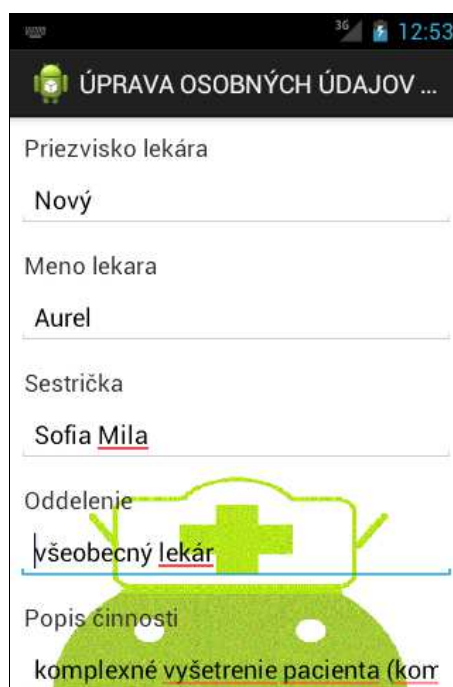 3G 12:53
ÚPRAVA OSOBNÝCH ÚDAJOV ...
Priezvisko lekára
Nový
Meno lekara
Aurel
Sestrička
Sofia Mila
Oddelenie
všeobecný lekár
Popis činnosti
komplexné vyšetrenie pacienta (kom